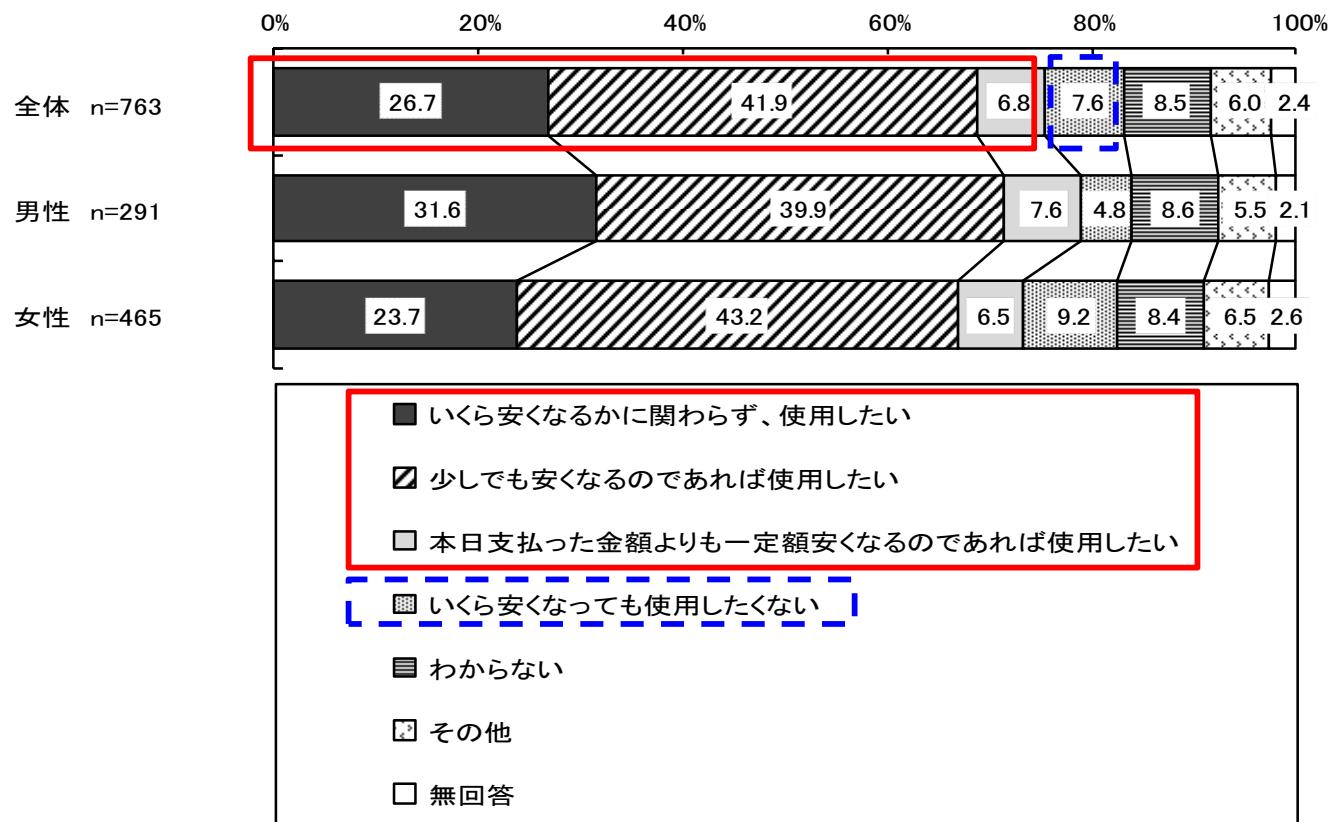 0% 20% 40% 60% 80% 100%
全体 n=763 26.7 41.9 6.8 7.6 8.5 6.0 2.4
男性 n=291 31.6 39.9 7.6 4.8 8.6 5.5 2.1
女性 n=465 23.7 43.2 6.5 9.2 8.4 6.5 2.6
いくら安くなるかに関わらず、使用したい
少しでも安くなるのであれば使用したい
本日支払った金額よりも一定額安くなるのであれば使用したい
いくら安くなっても使用したくない
わからない
その他
無回答